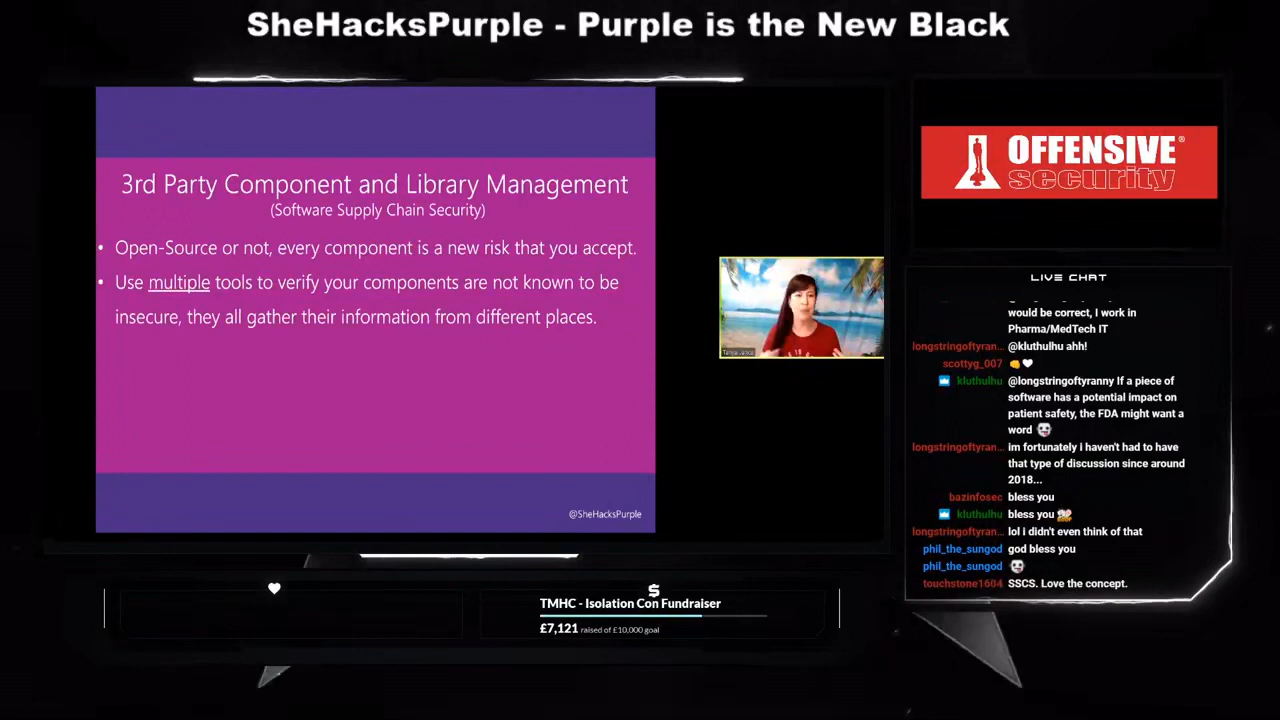 SheHacksPurple - Purple is the New Black
3rd Party Component and Library Management
(Software Supply Chain Security)
• Open-Source or not, every component is a new risk that you accept.
• Use multiple tools to verify your components are not known to be
insecure, they all gather their information from different places.
@SheHacksPurple
Tanya Janca
OFFENSIVE®
security
LIVE CHAT
would be correct, I work in
Pharma/MedTech IT
longstringoftyran... @kluthulhu ahh!
scottyg_007
kluthulhu @longstringoftyranny If a piece of
software has a potential impact on
patient safety, the FDA might want a
word
longstringoftyran... im fortunately i haven't had to have
that type of discussion since around
2018...
bazinfosec bless you
kluthulhu bless you
longstringoftyran... lol i didn't even think of that
phil_the_sungod god bless you
phil_the_sungod
touchstone1604 SSCS. Love the concept.
$
TMHC - Isolation Con Fundraiser
£7,121 raised of £10,000 goal